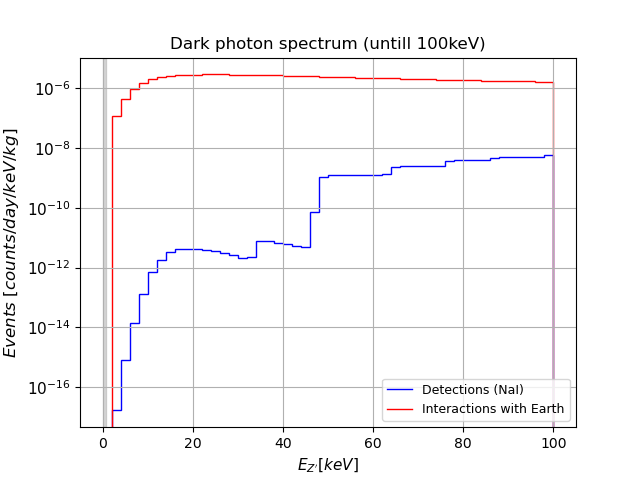 Dark photon spectrum (untill 100keV)
Events [counts/day/keV/kg]
10⁻⁶
10⁻⁸
10⁻¹⁰
10⁻¹²
10⁻¹⁴
10⁻¹⁶
Detections (NaI)
Interactions with Earth
0 20 40 60 80 100
E_{Z'}[keV]